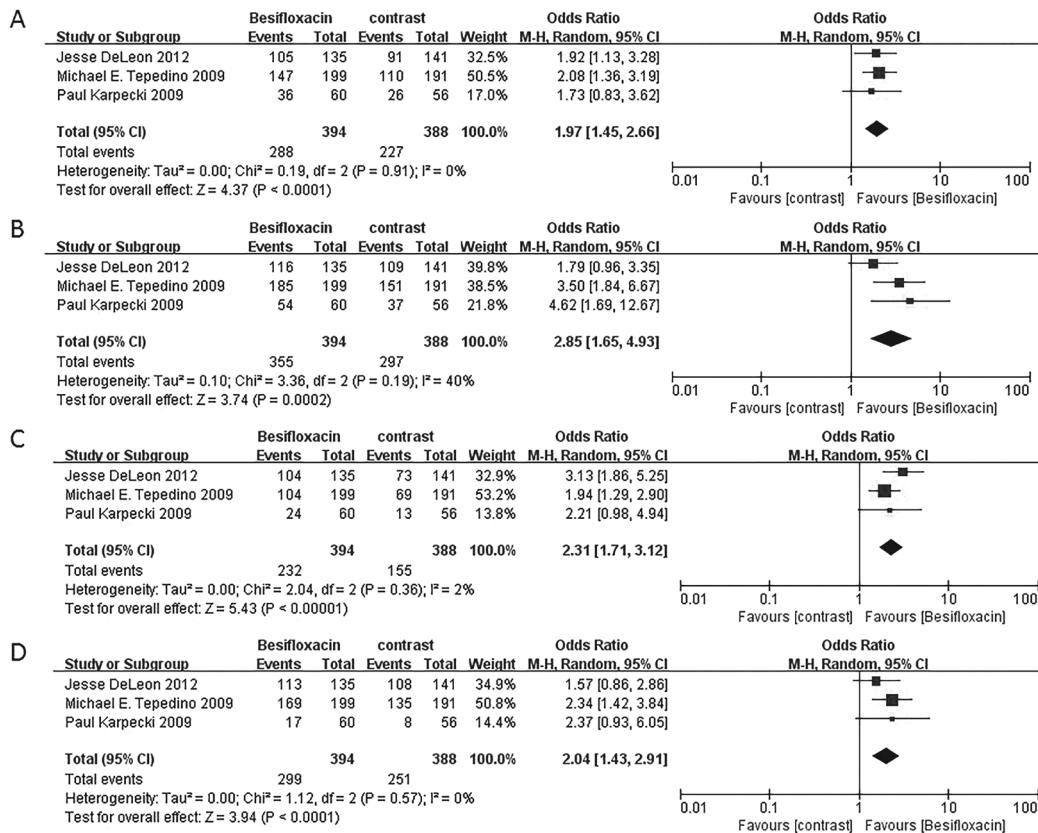 A
Besifloxacin contrast Odds Ratio Odds Ratio
Study or Subgroup Events Total Events Total Weight M-H, Random, 95% CI M-H, Random, 95% CI
Jesse DeLeon 2012 105 135 91 141 32.5% 1.92 [1.13, 3.28]
Michael E. Tepedino 2009 147 199 110 191 50.5% 2.08 [1.36, 3.19]
Paul Karpecki 2009 36 60 26 56 17.0% 1.73 [0.83, 3.62]
Total (95% CI) 394 388 100.0% 1.97 [1.45, 2.66]
Total events 288 227
Heterogeneity: Tau² = 0.00; Chi² = 0.19, df = 2 (P = 0.91); I² = 0%
Test for overall effect: Z = 4.37 (P < 0.0001)
0.01 0.1 1 10 100
Favours [contrast] Favours [Besifloxacin]
B
Besifloxacin contrast Odds Ratio Odds Ratio
Study or Subgroup Events Total Events Total Weight M-H, Random, 95% CI M-H, Random, 95% CI
Jesse DeLeon 2012 116 135 109 141 39.8% 1.79 [0.96, 3.35]
Michael E. Tepedino 2009 185 199 151 191 38.5% 3.50 [1.84, 6.67]
Paul Karpecki 2009 54 60 37 56 21.8% 4.62 [1.69, 12.67]
Total (95% CI) 394 388 100.0% 2.85 [1.65, 4.93]
Total events 355 297
Heterogeneity: Tau² = 0.10; Chi² = 3.36, df = 2 (P = 0.19); I² = 40%
Test for overall effect: Z = 3.74 (P = 0.0002)
0.01 0.1 1 10 100
Favours [contrast] Favours [Besifloxacin]
C
Besifloxacin contrast Odds Ratio Odds Ratio
Study or Subgroup Events Total Events Total Weight M-H, Random, 95% CI M-H, Random, 95% CI
Jesse DeLeon 2012 104 135 73 141 32.9% 3.13 [1.86, 5.25]
Michael E. Tepedino 2009 104 199 69 191 53.2% 1.94 [1.29, 2.90]
Paul Karpecki 2009 24 60 13 56 13.8% 2.21 [0.98, 4.94]
Total (95% CI) 394 388 100.0% 2.31 [1.71, 3.12]
Total events 232 155
Heterogeneity: Tau² = 0.00; Chi² = 2.04, df = 2 (P = 0.36); I² = 2%
Test for overall effect: Z = 5.43 (P < 0.00001)
0.01 0.1 1 10 100
Favours [contrast] Favours [Besifloxacin]
D
Besifloxacin contrast Odds Ratio Odds Ratio
Study or Subgroup Events Total Events Total Weight M-H, Random, 95% CI M-H, Random, 95% CI
Jesse DeLeon 2012 113 135 108 141 34.9% 1.57 [0.86, 2.86]
Michael E. Tepedino 2009 169 199 135 191 50.8% 2.34 [1.42, 3.84]
Paul Karpecki 2009 17 60 8 56 14.4% 2.37 [0.93, 6.05]
Total (95% CI) 394 388 100.0% 2.04 [1.43, 2.91]
Total events 299 251
Heterogeneity: Tau² = 0.00; Chi² = 1.12, df = 2 (P = 0.57); I² = 0%
Test for overall effect: Z = 3.94 (P < 0.0001)
0.01 0.1 1 10 100
Favours [contrast] Favours [Besifloxacin]